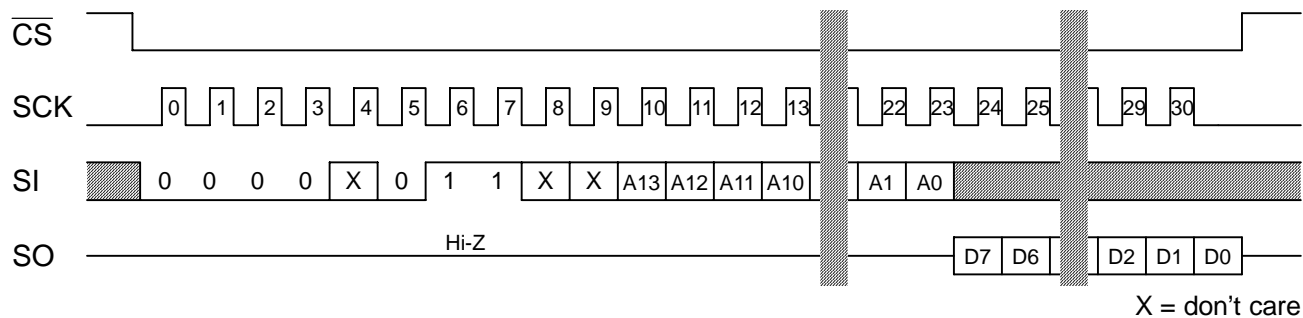 CS
SCK 0 1 2 3 4 5 6 7 8 9 10 11 12 13 22 23 24 25 29 30
SI 0 0 0 0 X 0 1 1 X X A13 A12 A11 A10 A1 A0
SO Hi-Z D7 D6 D2 D1 D0
X = don't care